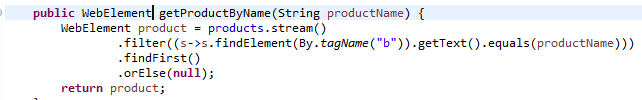 public WebElement getProductByName(String productName) {
WebElement product = products.stream()
.filter((s->s.findElement(By.tagName("b")).getText().equals(productName)))
.findFirst()
.orElse(null);
return product;